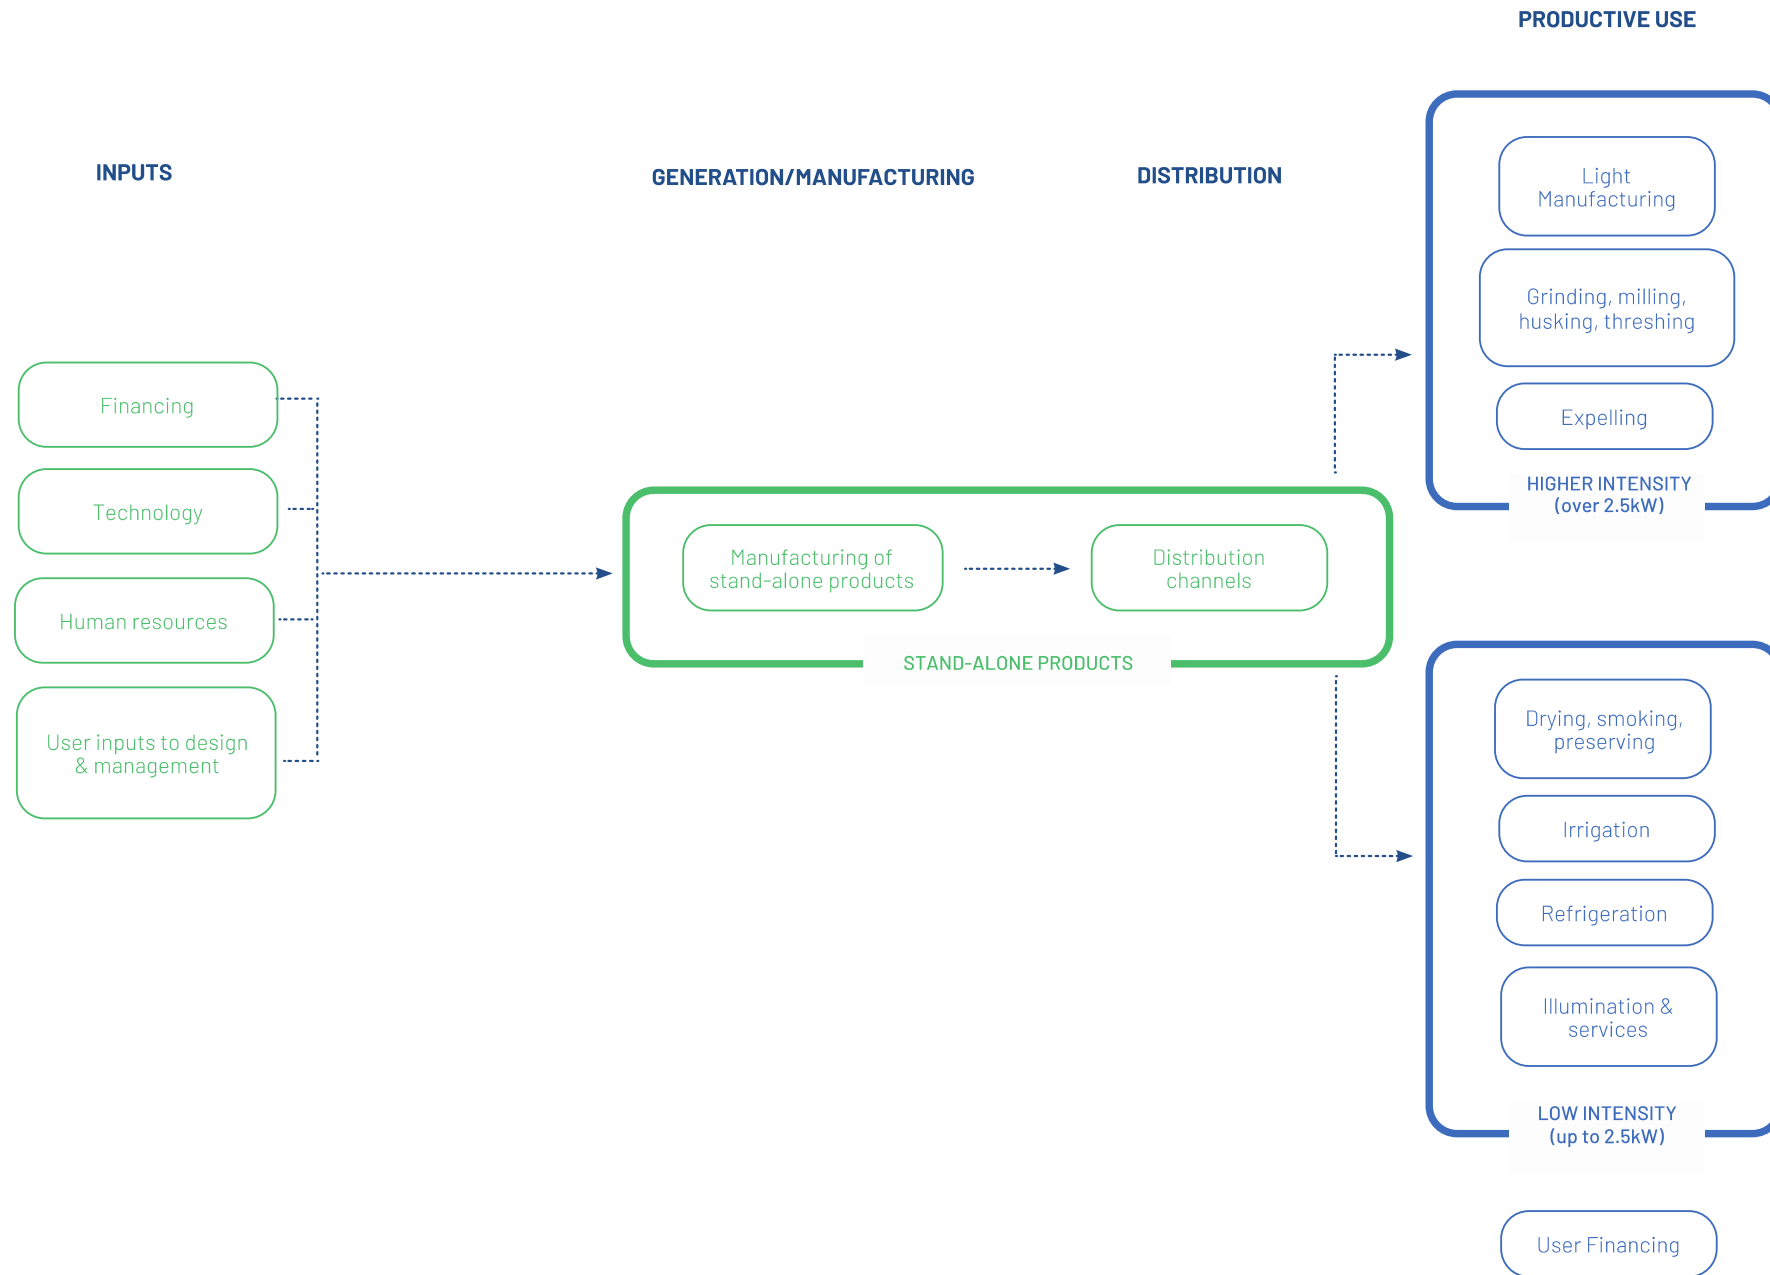 PRODUCTIVE USE
INPUTS
GENERATION/MANUFACTURING
DISTRIBUTION
Financing
Technology
Human resources
User inputs to design
& management
Manufacturing of
stand-alone products
Distribution
channels
STAND-ALONE PRODUCTS
Light
Manufacturing
Grinding, milling,
husking, threshing
Expelling
HIGHER INTENSITY
(over 2.5kW)
Drying, smoking,
preserving
Irrigation
Refrigeration
Illumination &
services
LOW INTENSITY
(up to 2.5kW)
User Financing